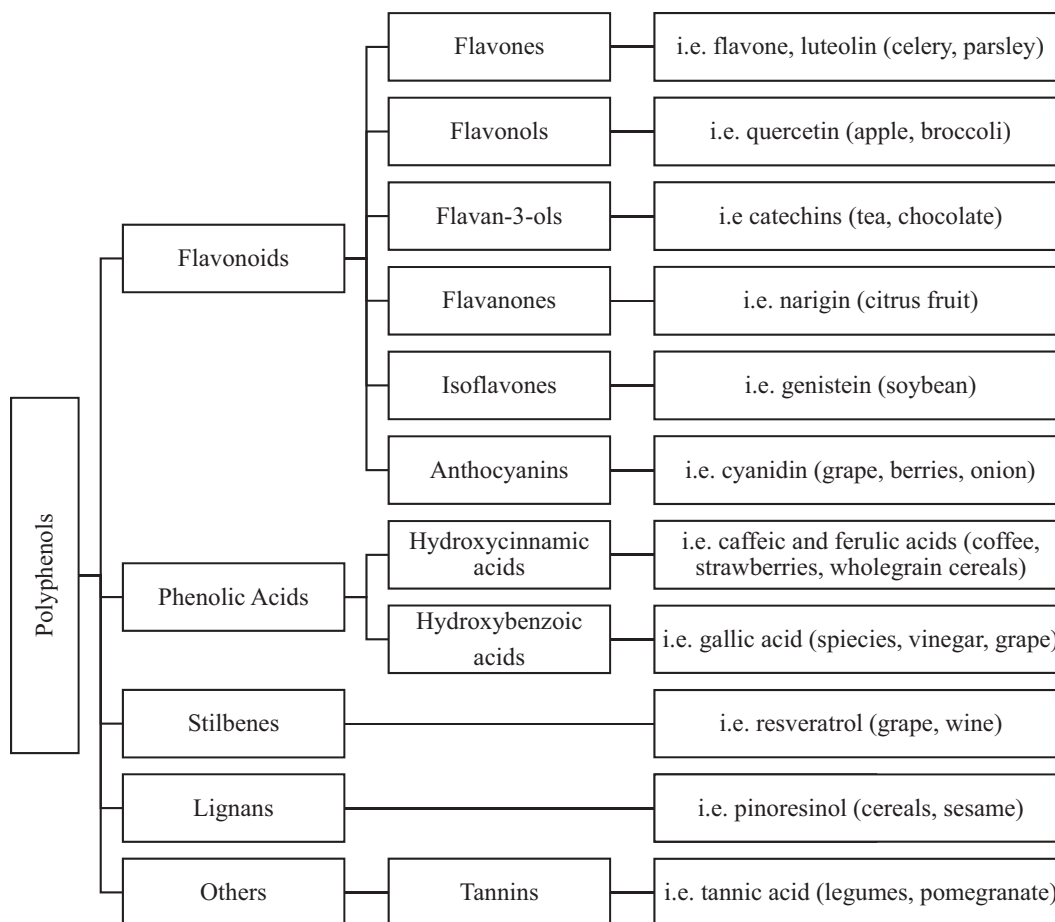 Flavones
i.e. flavone, luteolin (celery, parsley)
Flavonols
i.e. quercetin (apple, broccoli)
Flavan-3-ols
i.e catechins (tea, chocolate)
Flavonoids
Flavanones
i.e. narigin (citrus fruit)
Isoflavones
i.e. genistein (soybean)
Anthocyanins
i.e. cyanidin (grape, berries, onion)
Polyphenols
Phenolic Acids
Hydroxycinnamic
acids
i.e. caffeic and ferulic acids (coffee,
strawberries, wholegrain cereals)
Hydroxybenzoic
acids
i.e. gallic acid (spiecies, vinegar, grape)
Stilbenes
i.e. resveratrol (grape, wine)
Lignans
i.e. pinoresinol (cereals, sesame)
Others
Tannins
i.e. tannic acid (legumes, pomegranate)